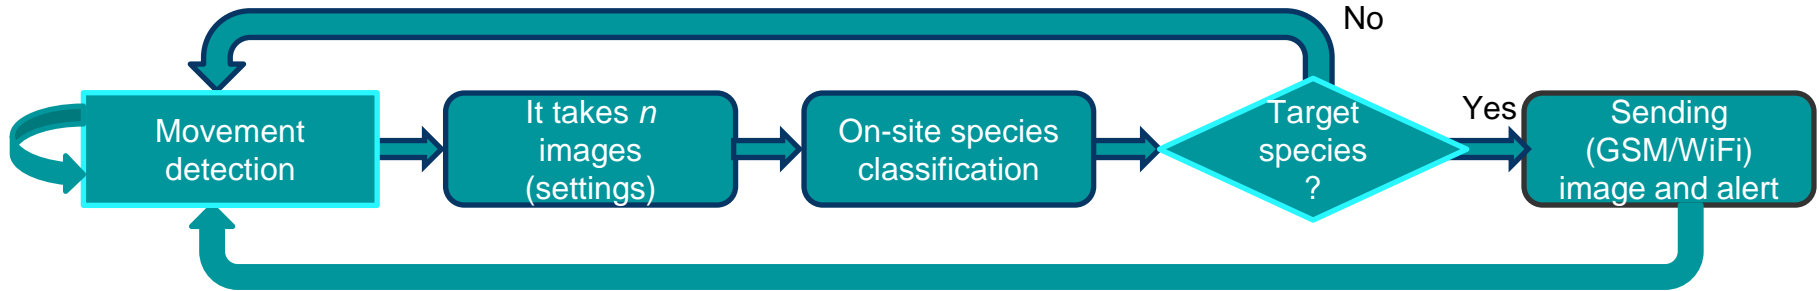 No
Movement
detection
It takes n
images
(settings)
On-site species
classification
Target
species
?
Yes
Sending
(GSM/WiFi)
image and alert